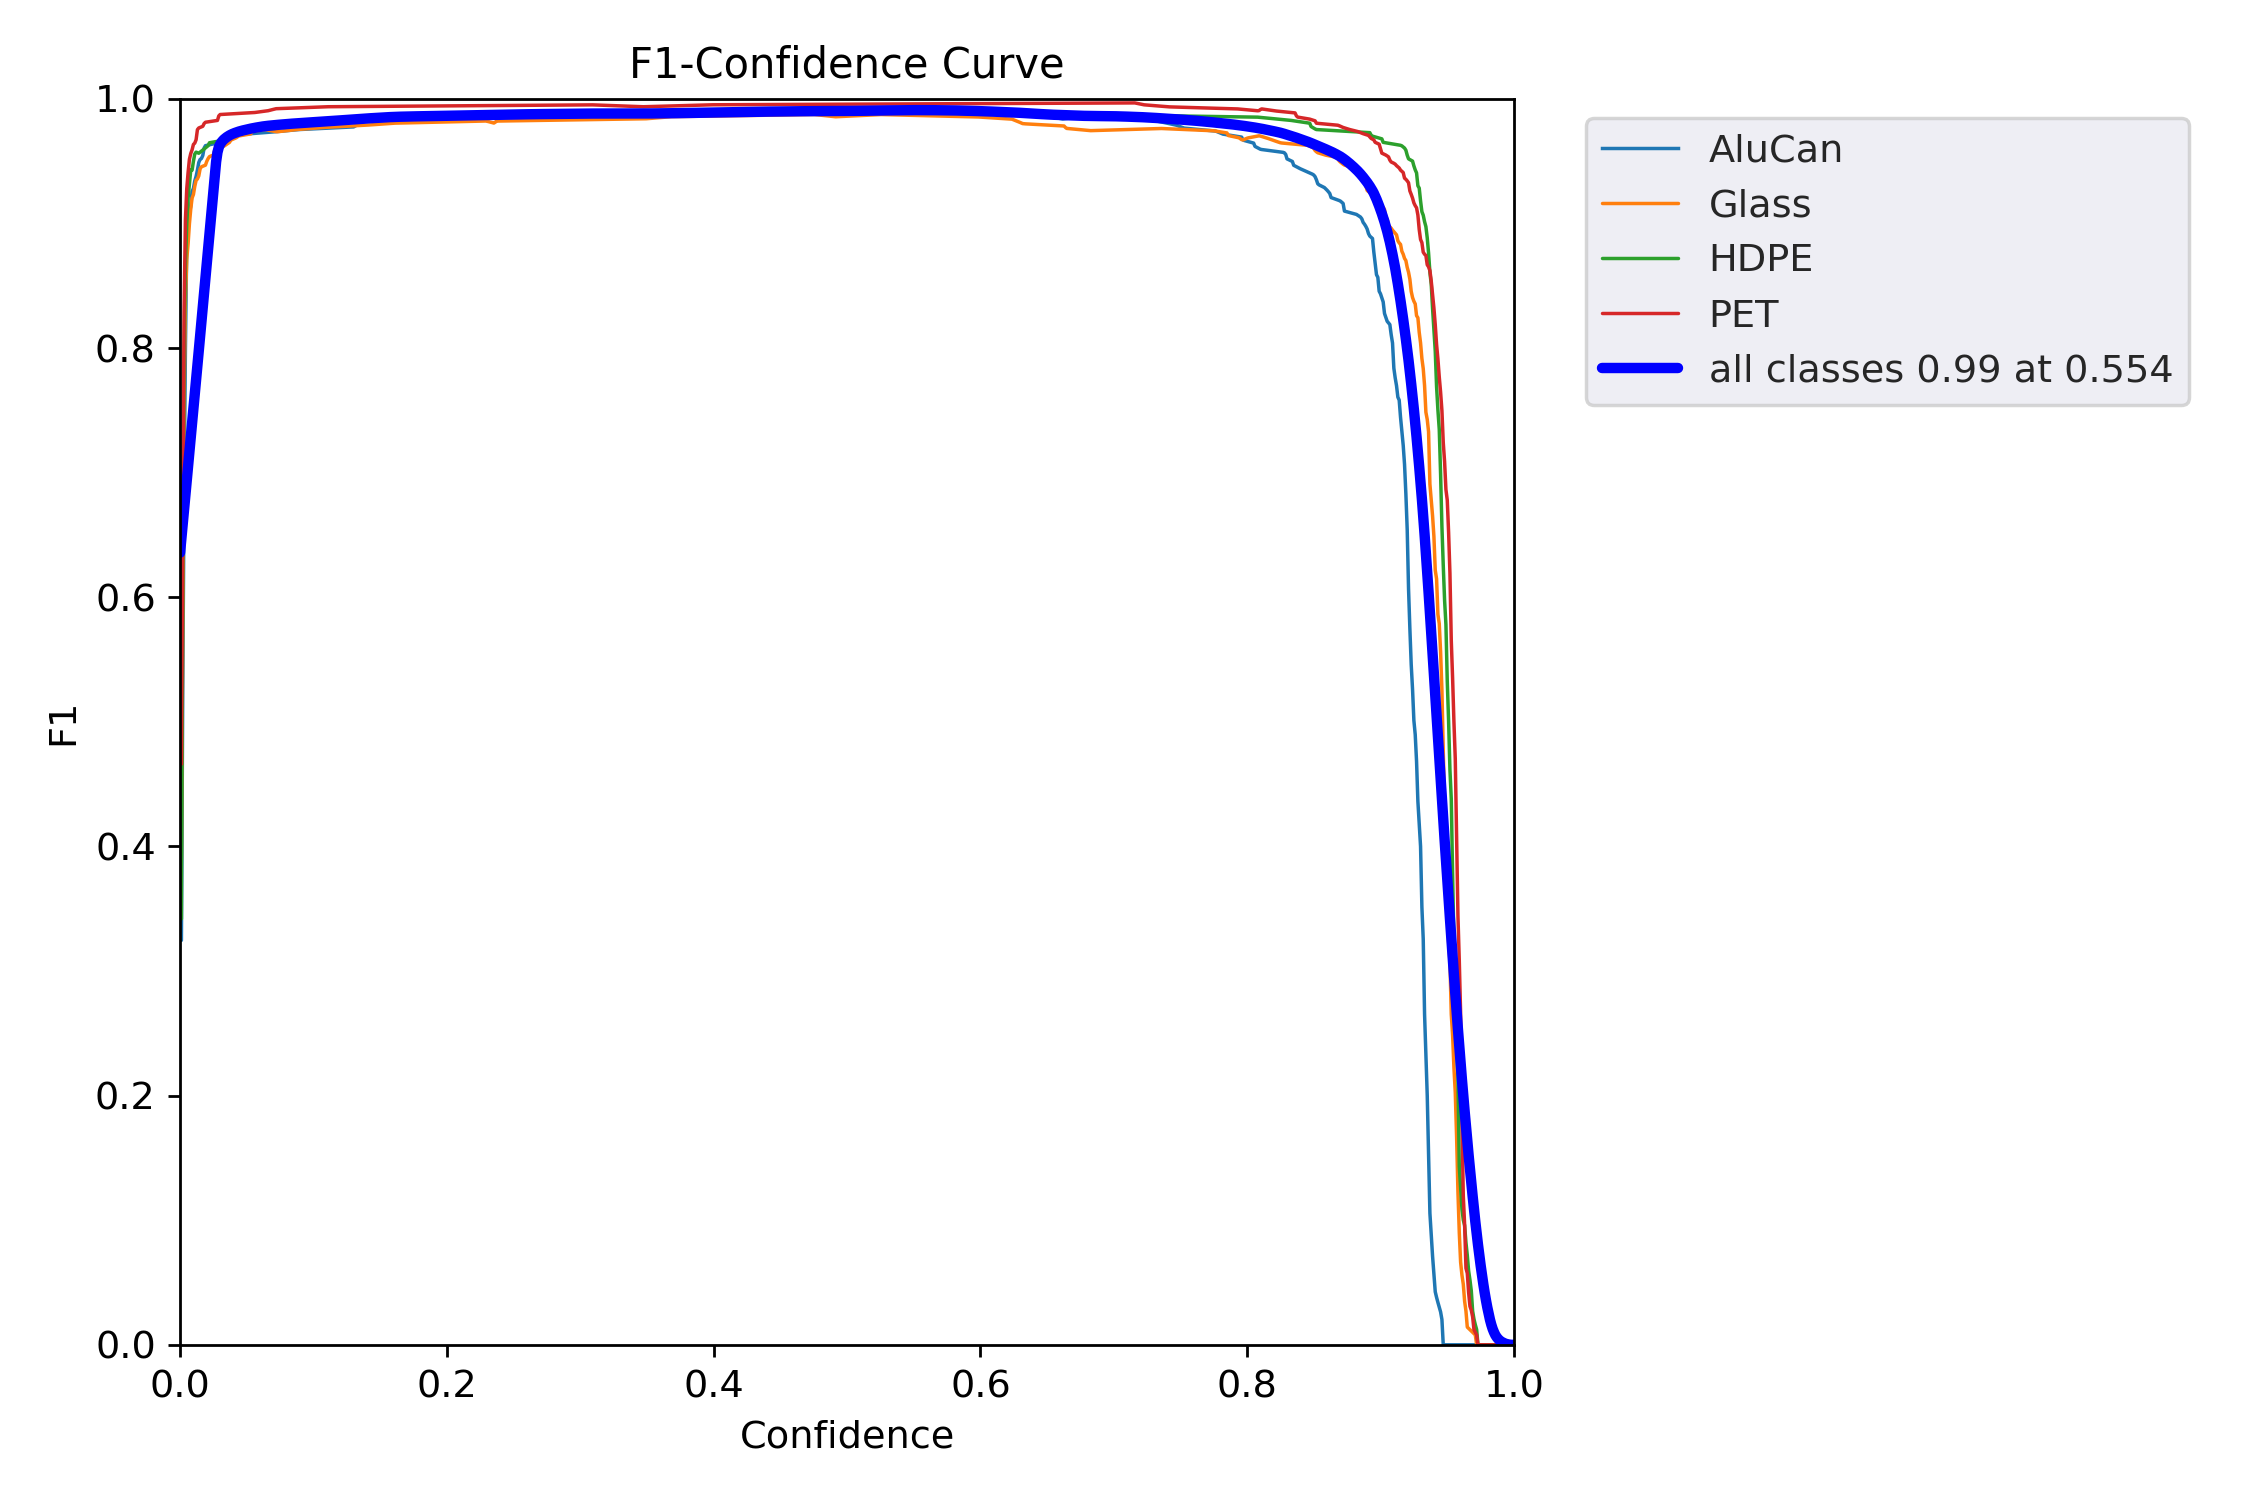 F1-Confidence Curve
1.0
0.8
0.6
0.4
0.2
0.0
F1
0.0 0.2 0.4 0.6 0.8 1.0
Confidence
AluCan
Glass
HDPE
PET
all classes 0.99 at 0.554